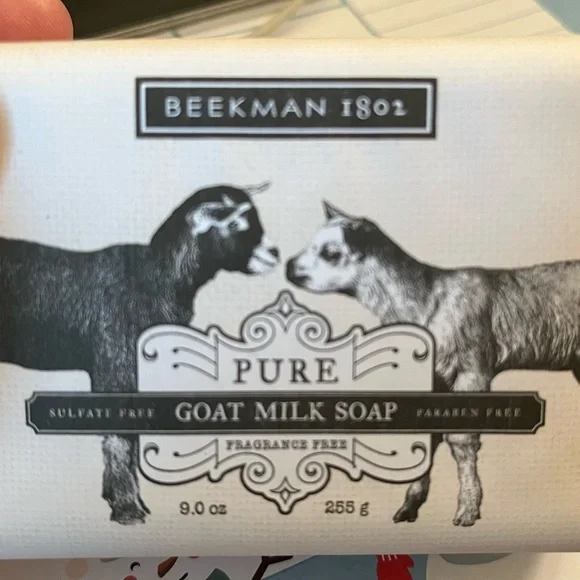 BEEKMAN 1802
PURE
SULFATE FREE GOAT MILK SOAP PARABEN FREE
FRAGRANCE FREE
9.0 oz 255 g